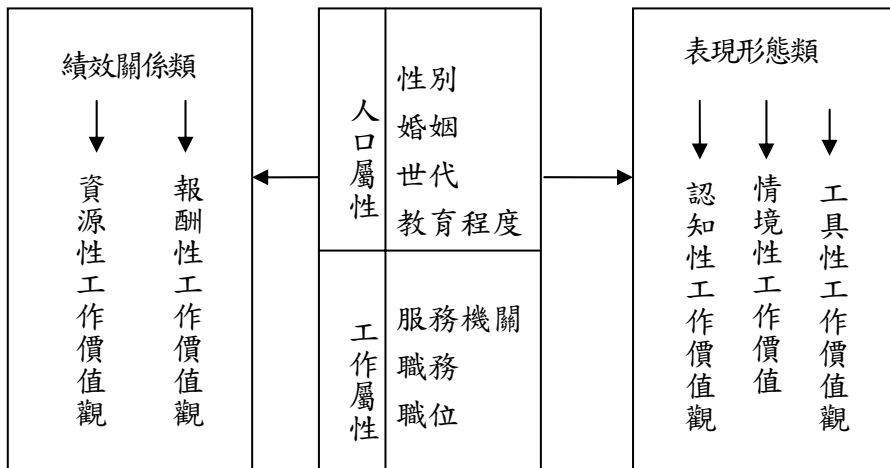 績效關係類
資源性工作價值觀
報酬性工作價值觀
人口屬性
性別
婚姻
世代
教育程度
工作屬性
服務機關
職務
職位
表現形態類
認知性工作價值觀
情境性工作價值
工具性工作價值觀